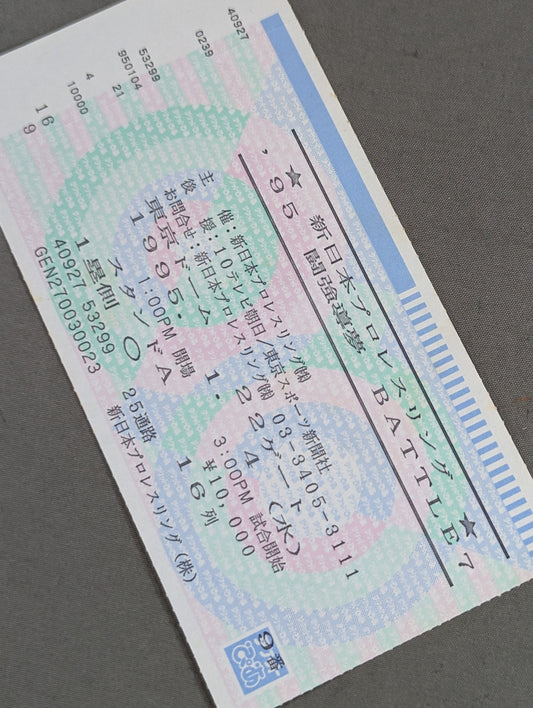 ★ 新日本プロレスリング ★
'95 闘強導夢 BATTLE7
主 催:新日本プロレスリング㈱
後 援:10テレビ朝日/東京スポーツ新聞社
お問合せ:新日本プロレスリング㈱ 03-3405-3111
東京ドーム 22ゲート
1995. 1. 4 (水)
1:00PM 開場 3:00PM 試合開始
スタンドA ¥10,000
1塁側 O 25通路 16列 9番
40927 53299 新日本プロレスリング(株)
GEN210030023
40927
0239
53299
950104
21
4
10000
16
9
ぴあ